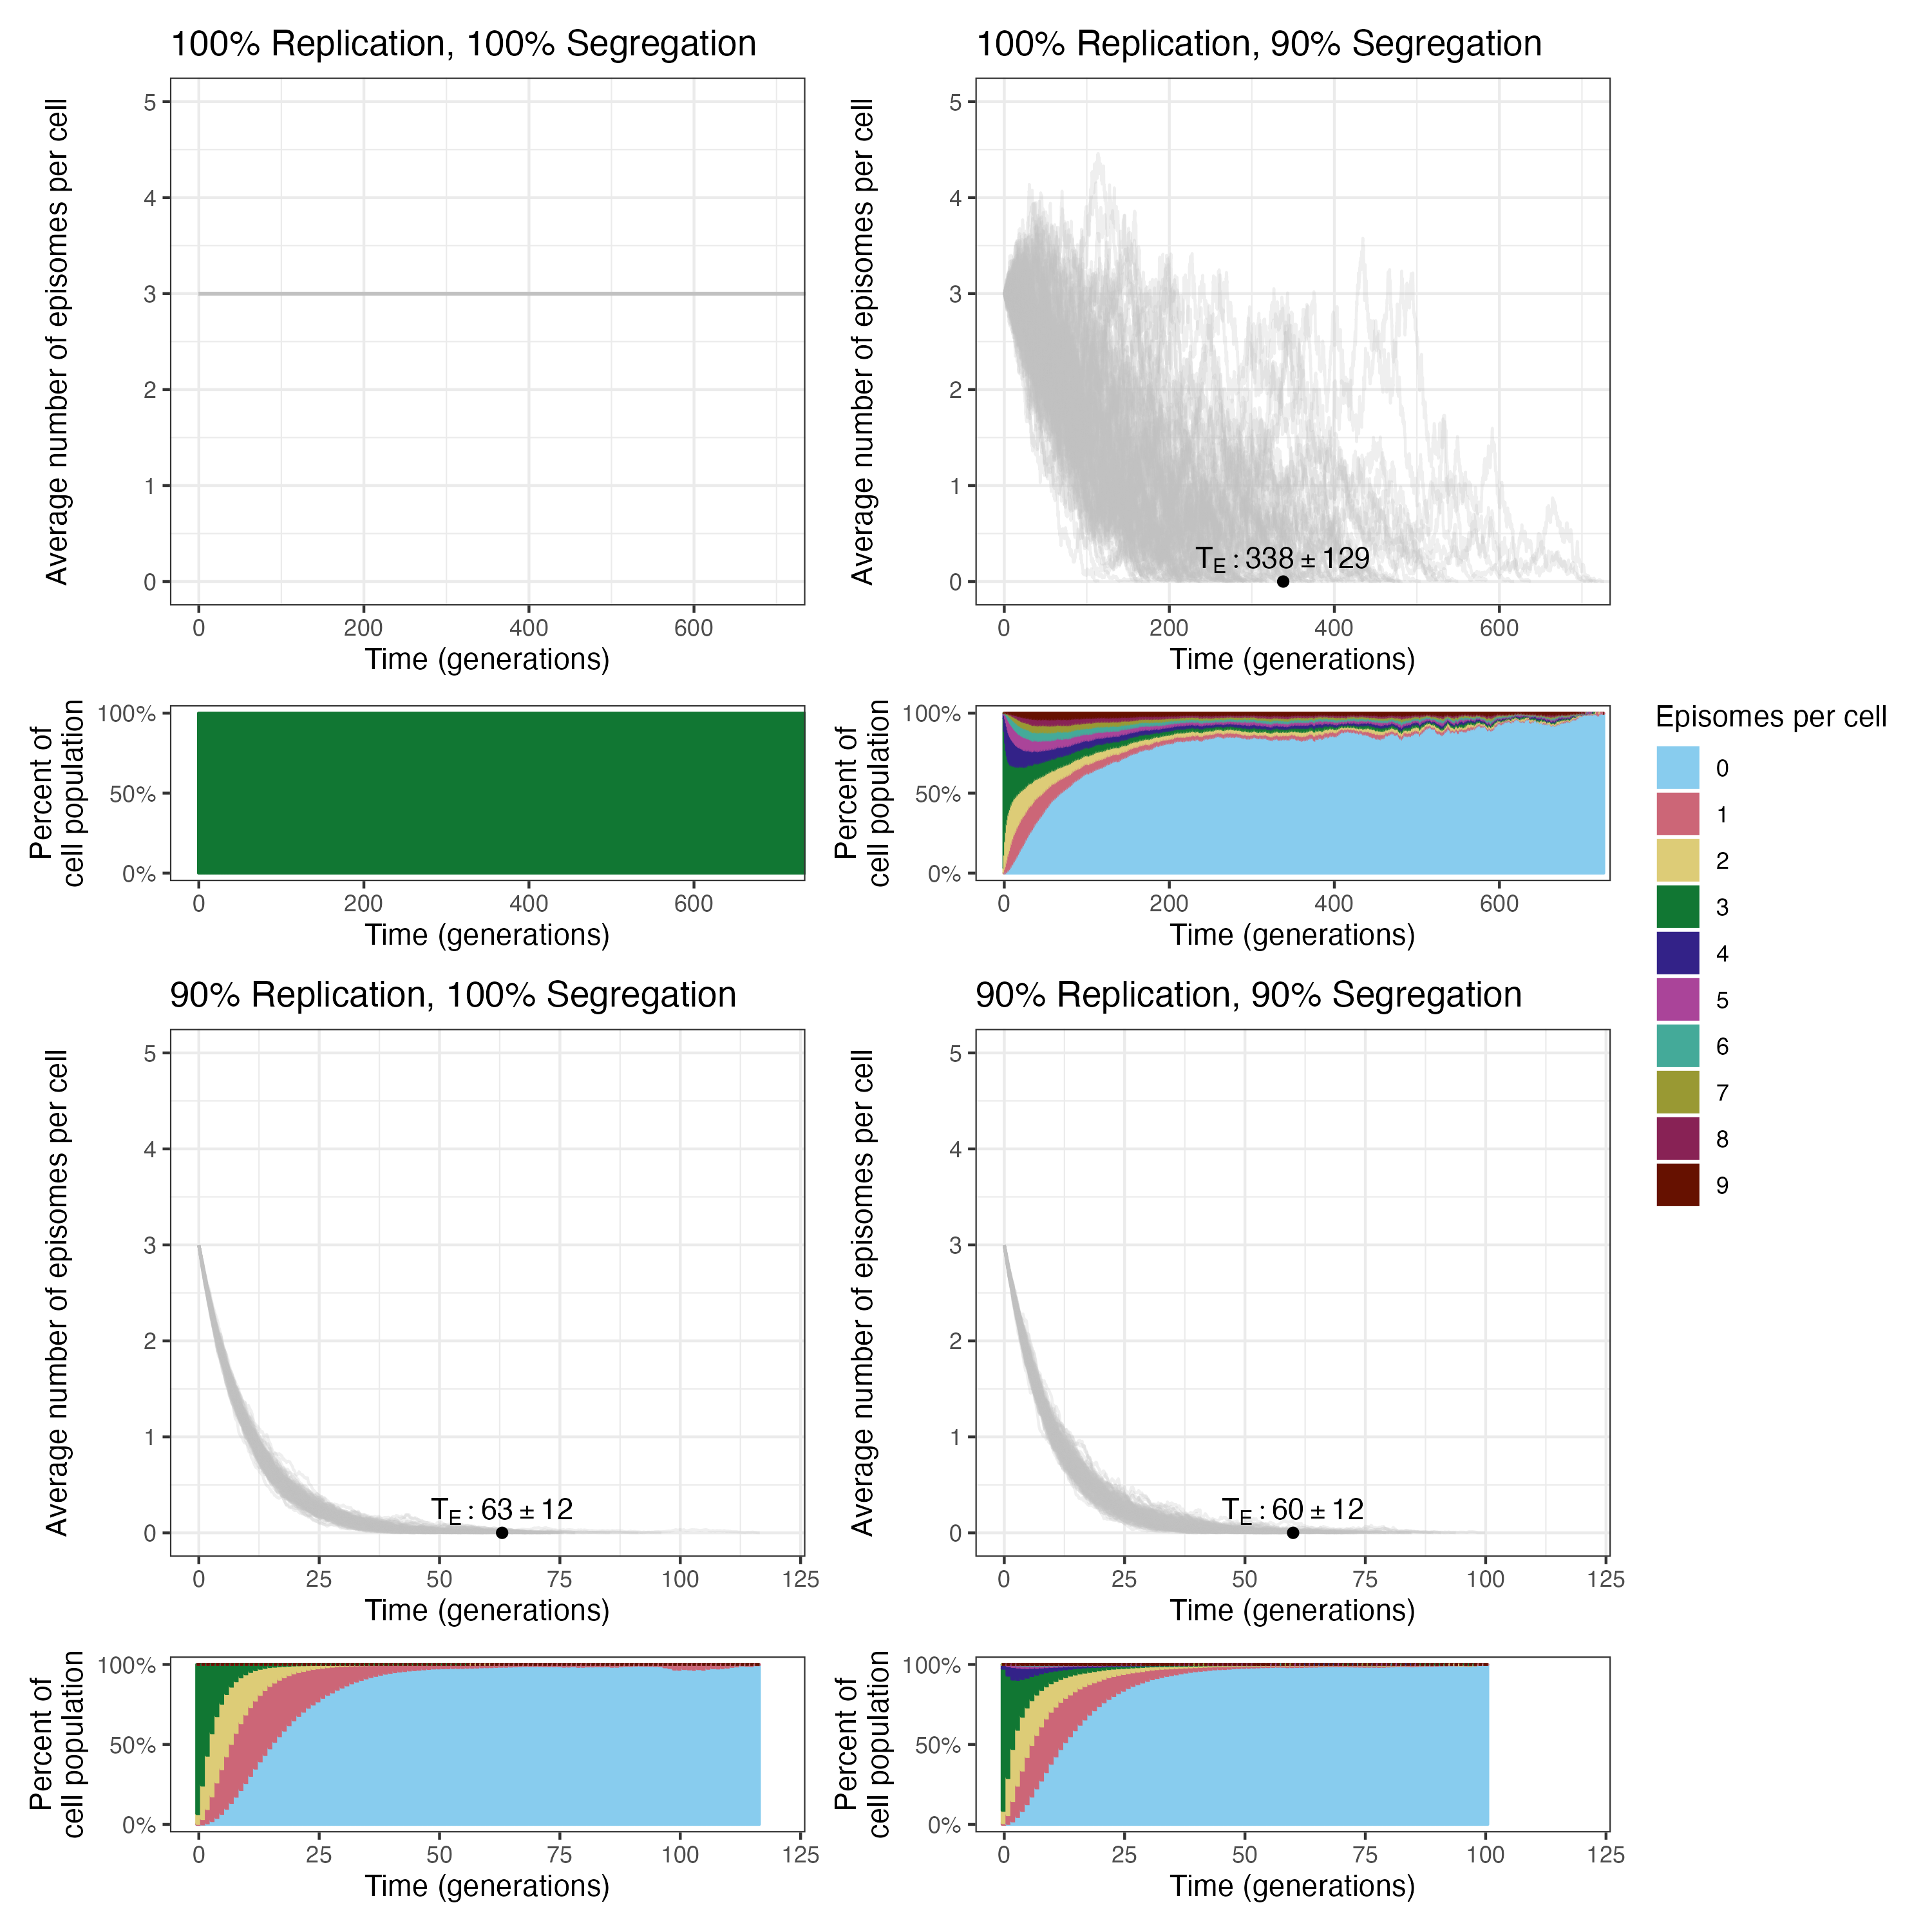 100% Replication, 100% Segregation
Average number of episomes per cell
5
4
3
2
1
0
0 200 400 600
Time (generations)
Percent of
cell population
100%
50%
0%
0 200 400 600
Time (generations)
100% Replication, 90% Segregation
Average number of episomes per cell
5
4
3
2
1
0
T_E : 338 ± 129
0 200 400 600
Time (generations)
Percent of
cell population
100%
50%
0%
0 200 400 600
Time (generations)
Episomes per cell
0
1
2
3
4
5
6
7
8
9
90% Replication, 100% Segregation
Average number of episomes per cell
5
4
3
2
1
0
T_E : 63 ± 12
0 25 50 75 100 125
Time (generations)
Percent of
cell population
100%
50%
0%
0 25 50 75 100 125
Time (generations)
90% Replication, 90% Segregation
Average number of episomes per cell
5
4
3
2
1
0
T_E : 60 ± 12
0 25 50 75 100 125
Time (generations)
Percent of
cell population
100%
50%
0%
0 25 50 75 100 125
Time (generations)